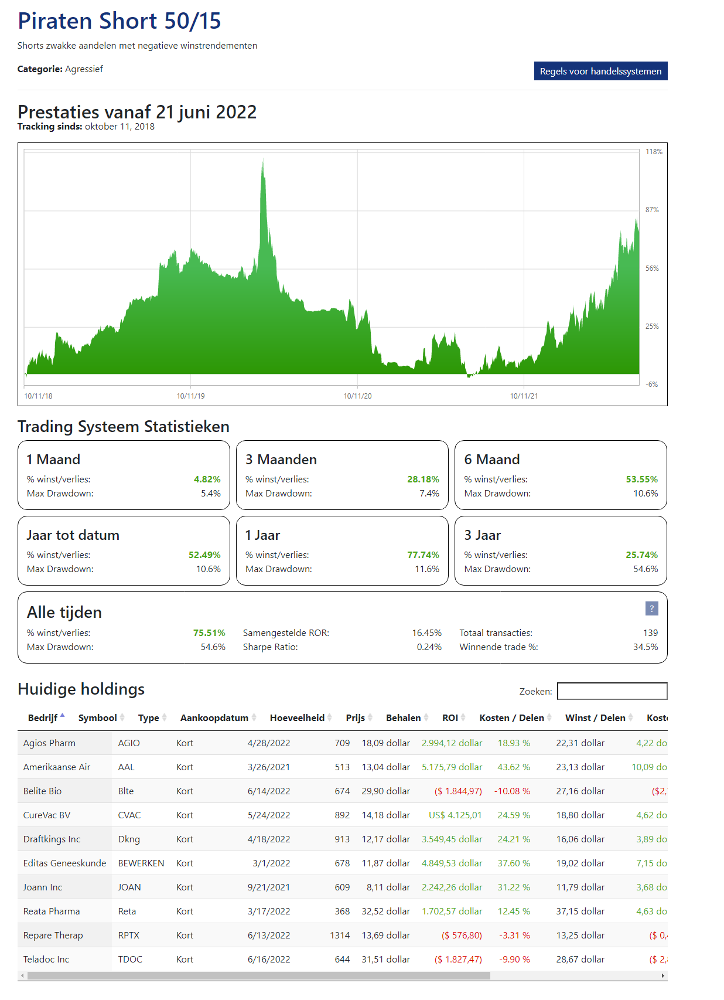 Piraten Short 50/15
Shorts zwakke aandelen met negatieve winstrendementen
Categorie: Agressief
Regels voor handelssystemen
Prestaties vanaf 21 juni 2022
Tracking sinds: oktober 11, 2018
118%
87%
56%
25%
-6%
10/11/18 10/11/19 10/11/20 10/11/21
Trading Systeem Statistieken
1 Maand
% winst/verlies: 4.82%
Max Drawdown: 5.4%
3 Maanden
% winst/verlies: 28.18%
Max Drawdown: 7.4%
6 Maand
% winst/verlies: 53.55%
Max Drawdown: 10.6%
Jaar tot datum
% winst/verlies: 52.49%
Max Drawdown: 10.6%
1 Jaar
% winst/verlies: 77.74%
Max Drawdown: 11.6%
3 Jaar
% winst/verlies: 25.74%
Max Drawdown: 54.6%
Alle tijden ?
% winst/verlies: 75.51% Samengestelde ROR: 16.45% Totaal transacties: 139
Max Drawdown: 54.6% Sharpe Ratio: 0.24% Winnende trade %: 34.5%
Huidige holdings Zoeken:
Bedrijf Symbool Type Aankoopdatum Hoeveelheid Prijs Behalen ROI Kosten / Delen Winst / Delen Koste
Agios Pharm AGIO Kort 4/28/2022 709 18,09 dollar 2.994,12 dollar 18.93 % 22,31 dollar 4,22 do
Amerikaanse Air AAL Kort 3/26/2021 513 13,04 dollar 5.175,79 dollar 43.62 % 23,13 dollar 10,09 do
Belite Bio Blte Kort 6/14/2022 674 29,90 dollar ($ 1.844,97) -10.08 % 27,16 dollar ($2,
CureVac BV CVAC Kort 5/24/2022 892 14,18 dollar US$ 4.125,01 24.59 % 18,80 dollar 4,62 do
Draftkings Inc Dkng Kort 4/18/2022 913 12,17 dollar 3.549,45 dollar 24.21 % 16,06 dollar 3,89 do
Editas Geneeskunde BEWERKEN Kort 3/1/2022 678 11,87 dollar 4.849,53 dollar 37.60 % 19,02 dollar 7,15 do
Joann Inc JOAN Kort 9/21/2021 609 8,11 dollar 2.242,26 dollar 31.22 % 11,79 dollar 3,68 do
Reata Pharma Reta Kort 3/17/2022 368 32,52 dollar 1.702,57 dollar 12.45 % 37,15 dollar 4,63 do
Repare Therap RPTX Kort 6/13/2022 1314 13,69 dollar ($ 576,80) -3.31 % 13,25 dollar ($ 0,
Teladoc Inc TDOC Kort 6/16/2022 644 31,51 dollar ($ 1.827,47) -9.90 % 28,67 dollar ($ 2,